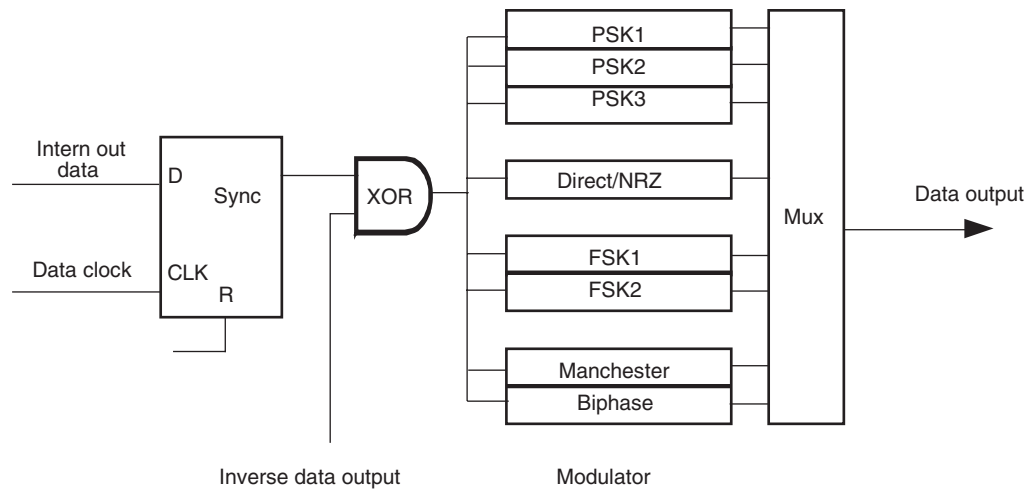 Intern out
data
D
Sync
Data clock
CLK
R
XOR
Inverse data output
PSK1
PSK2
PSK3
Direct/NRZ
FSK1
FSK2
Manchester
Biphase
Modulator
Mux
Data output